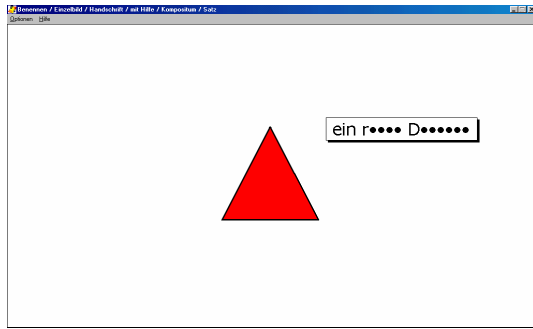 Benennen / Einzelbild / Handschrift / mit Hilfe / Kompositum / Satz
Optionen Hilfe
ein r•••• D••••••